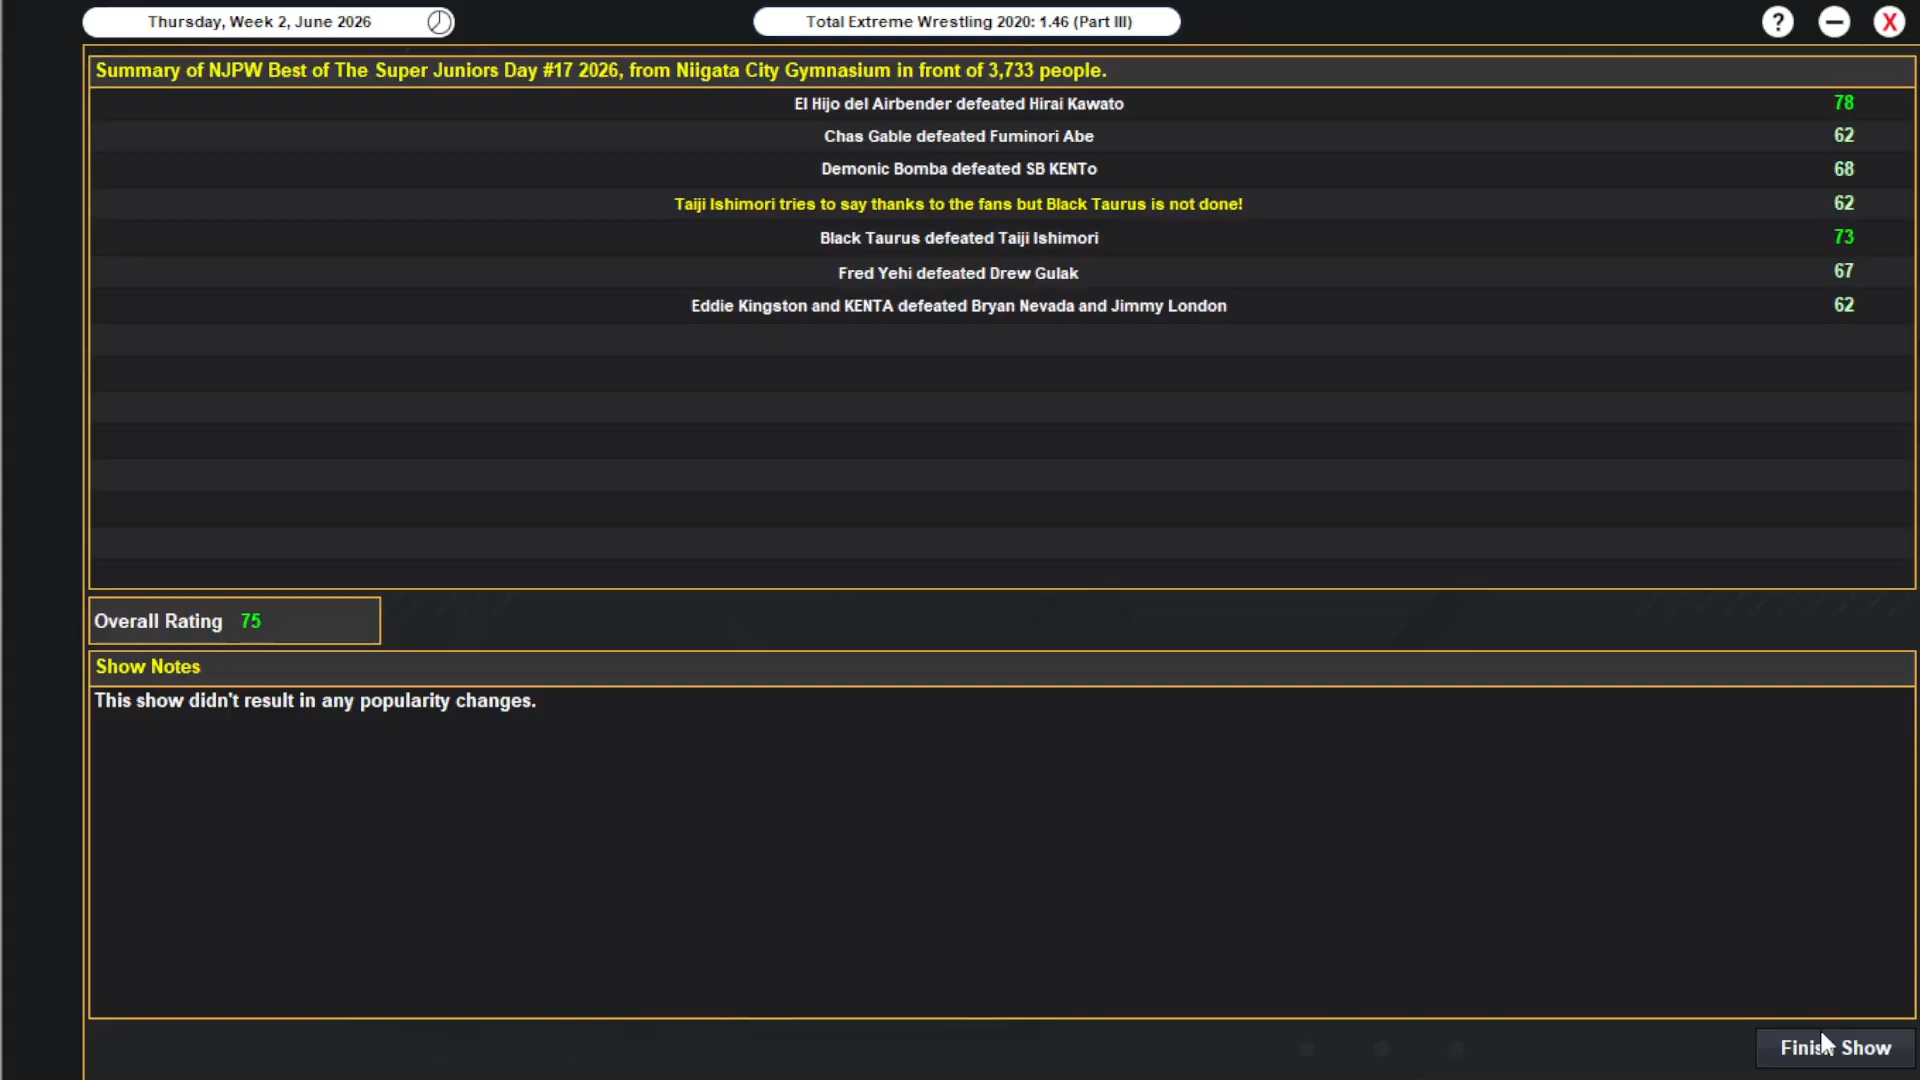 Thursday, Week 2, June 2026
Total Extreme Wrestling 2020: 1.46 (Part III)
?
X
Summary of NJPW Best of The Super Juniors Day #17 2026, from Niigata City Gymnasium in front of 3,733 people.
El Hijo del Airbender defeated Hirai Kawato 78
Chas Gable defeated Fuminori Abe 62
Demonic Bomba defeated SB KENTo 68
Taiji Ishimori tries to say thanks to the fans but Black Taurus is not done! 62
Black Taurus defeated Taiji Ishimori 73
Fred Yehi defeated Drew Gulak 67
Eddie Kingston and KENTA defeated Bryan Nevada and Jimmy London 62
Overall Rating 75
Show Notes
This show didn't result in any popularity changes.
Finish Show